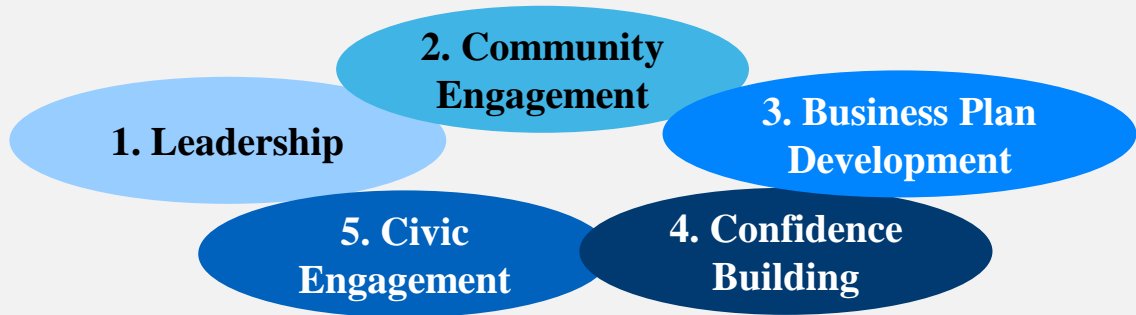 1. Leadership
2. Community
Engagement
3. Business Plan
Development
4. Confidence
Building
5. Civic
Engagement